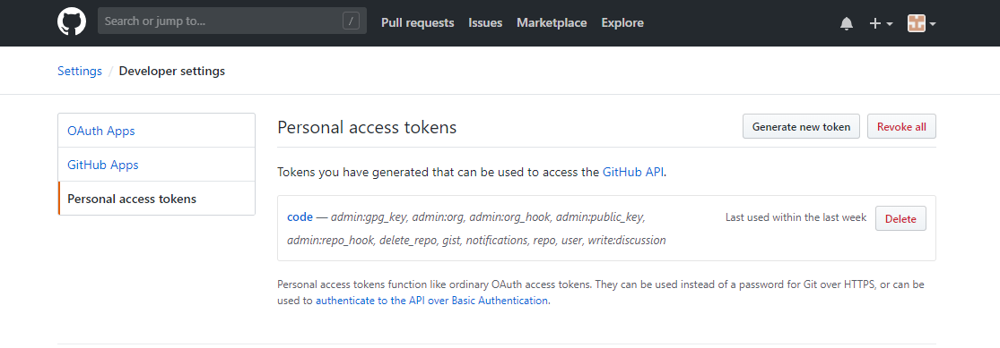 Search or jump to...
/
Pull requests
Issues
Marketplace
Explore
Settings / Developer settings
OAuth Apps
GitHub Apps
Personal access tokens
Personal access tokens
Generate new token
Revoke all
Tokens you have generated that can be used to access the GitHub API.
code — admin:gpg_key, admin:org, admin:org_hook, admin:public_key,
admin:repo_hook, delete_repo, gist, notifications, repo, user, write:discussion
Last used within the last week
Delete
Personal access tokens function like ordinary OAuth access tokens. They can be used instead of a password for Git over HTTPS, or can be
used to authenticate to the API over Basic Authentication.